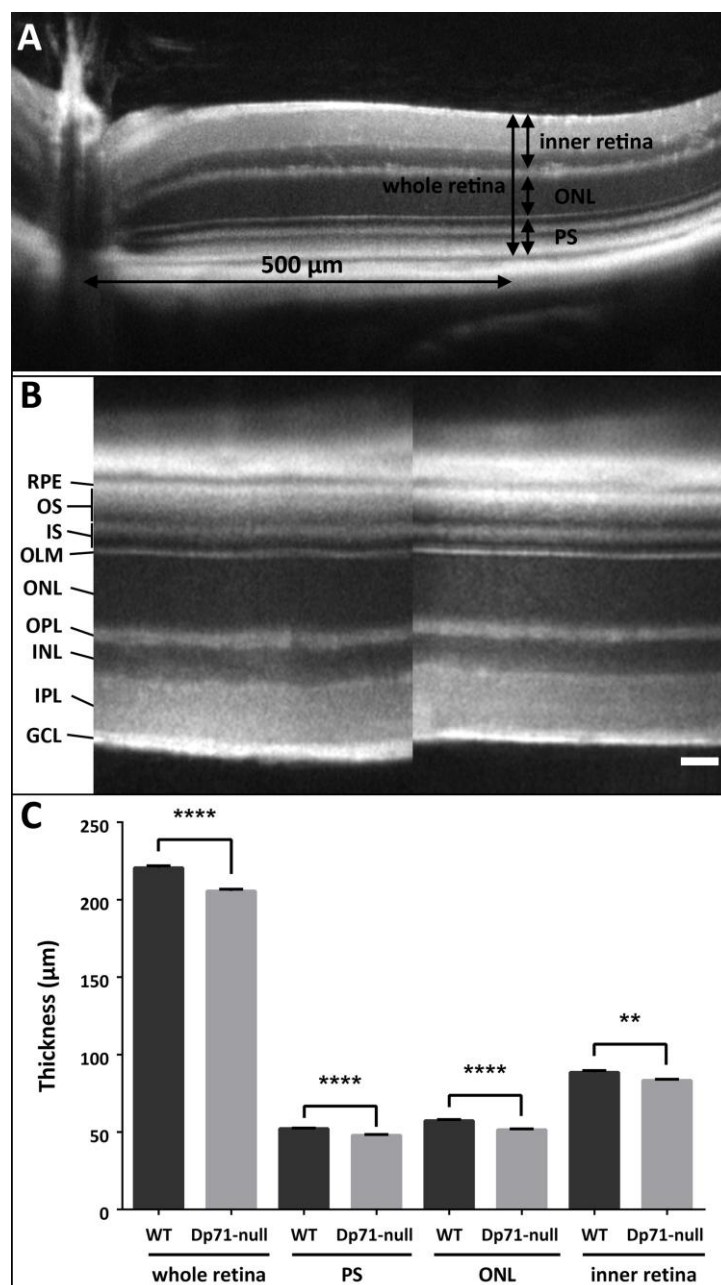 A
inner retina
whole retina
ONL
PS
500 µm
B
RPE
OS
IS
OLM
ONL
OPL
INL
IPL
GCL
C
250
200
150
100
50
0
Thickness (µm)
****
****
****
**
WT Dp71-null WT Dp71-null WT Dp71-null WT Dp71-null
whole retina PS ONL inner retina